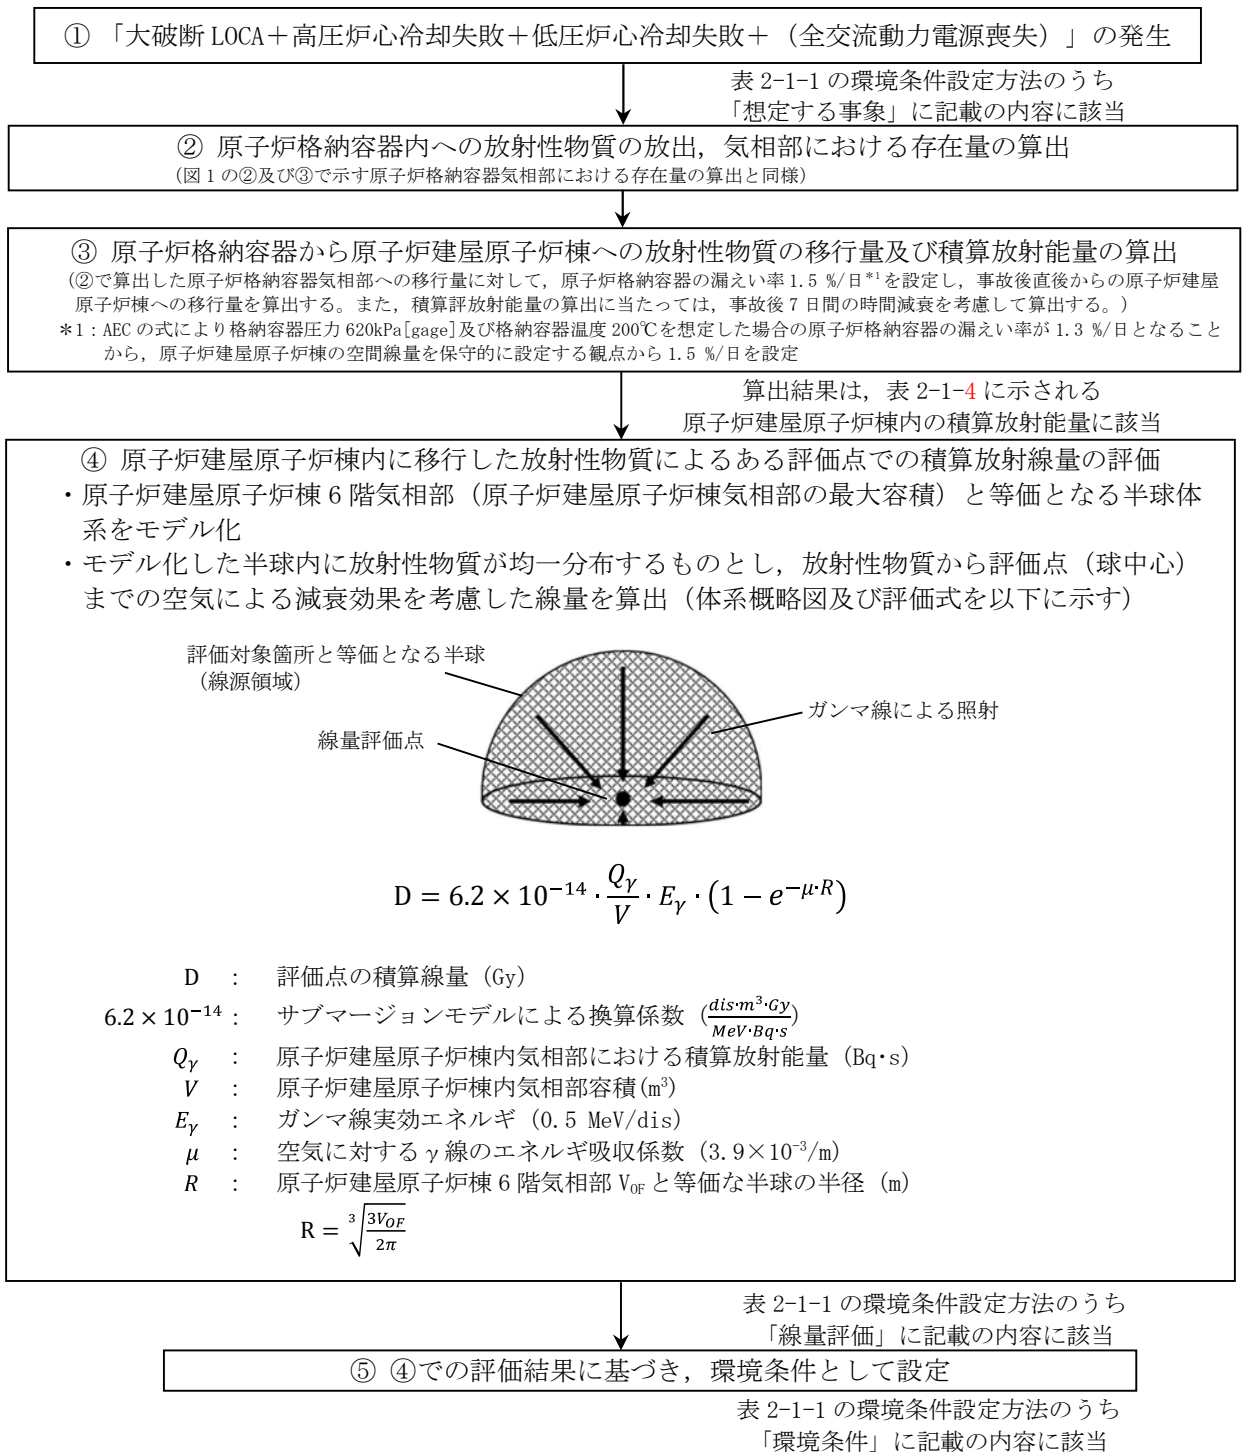 ① 「大破断 LOCA＋高圧炉心冷却失敗＋低圧炉心冷却失敗＋（全交流動力電源喪失）」の発生
表 2-1-1 の環境条件設定方法のうち
「想定する事象」に記載の内容に該当
② 原子炉格納容器内への放射性物質の放出，気相部における存在量の算出
(図 1 の②及び③で示す原子炉格納容器気相部における存在量の算出と同様)
③ 原子炉格納容器から原子炉建屋原子炉棟への放射性物質の移行量及び積算放射能量の算出
(②で算出した原子炉格納容器気相部への移行量に対して，原子炉格納容器の漏えい率 1.5 %/日*1を設定し，事故後直後からの原子炉建屋
原子炉棟への移行量を算出する。また，積算評放射能量の算出に当たっては，事故後 7 日間の時間減衰を考慮して算出する。）
＊1：AEC の式により格納容器圧力 620kPa[gage]及び格納容器温度 200℃を想定した場合の原子炉格納容器の漏えい率が 1.3 %/日となること
から，原子炉建屋原子炉棟の空間線量を保守的に設定する観点から 1.5 %/日を設定
算出結果は，表 2-1-4 に示される
原子炉建屋原子炉棟内の積算放射能量に該当
④ 原子炉建屋原子炉棟内に移行した放射性物質によるある評価点での積算放射線量の評価
・原子炉建屋原子炉棟 6 階気相部（原子炉建屋原子炉棟気相部の最大容積）と等価となる半球体
系をモデル化
・モデル化した半球内に放射性物質が均一分布するものとし，放射性物質から評価点（球中心）
までの空気による減衰効果を考慮した線量を算出（体系概略図及び評価式を以下に示す）
評価対象箇所と等価となる半球
（線源領域）
ガンマ線による照射
線量評価点
D = 6.2 × 10⁻¹⁴ · Qγ/V · Eγ · (1 − e^(−μ·R))
D ： 評価点の積算線量 (Gy)
6.2 × 10⁻¹⁴ ： サブマージョンモデルによる換算係数 (dis·m³·Gy/MeV·Bq·s)
Qγ ： 原子炉建屋原子炉棟内気相部における積算放射能量 (Bq･s)
V ： 原子炉建屋原子炉棟内気相部容積(m³)
Eγ ： ガンマ線実効エネルギ (0.5 MeV/dis)
μ ： 空気に対するγ線のエネルギ吸収係数 (3.9×10⁻³/m)
R ： 原子炉建屋原子炉棟 6 階気相部 V_OF と等価な半球の半径 (m)
R = ∛(3V_OF/2π)
表 2-1-1 の環境条件設定方法のうち
「線量評価」に記載の内容に該当
⑤ ④での評価結果に基づき，環境条件として設定
表 2-1-1 の環境条件設定方法のうち
「環境条件」に記載の内容に該当